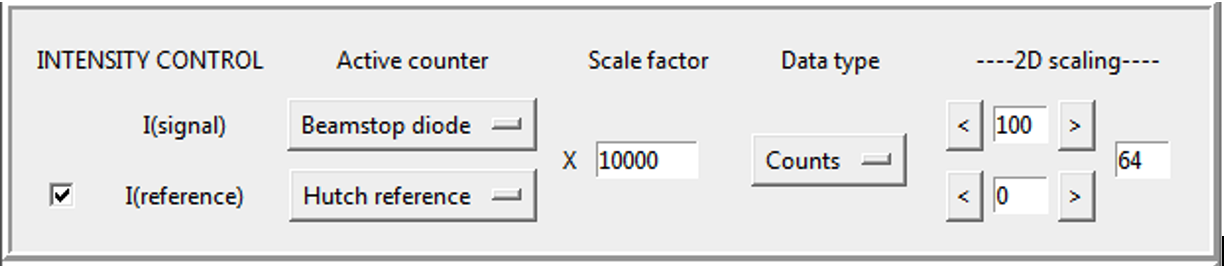 INTENSITY CONTROL Active counter Scale factor Data type ----2D scaling----
I(signal) Beamstop diode < 100 >
X 10000 Counts 64
I(reference) Hutch reference < 0 >